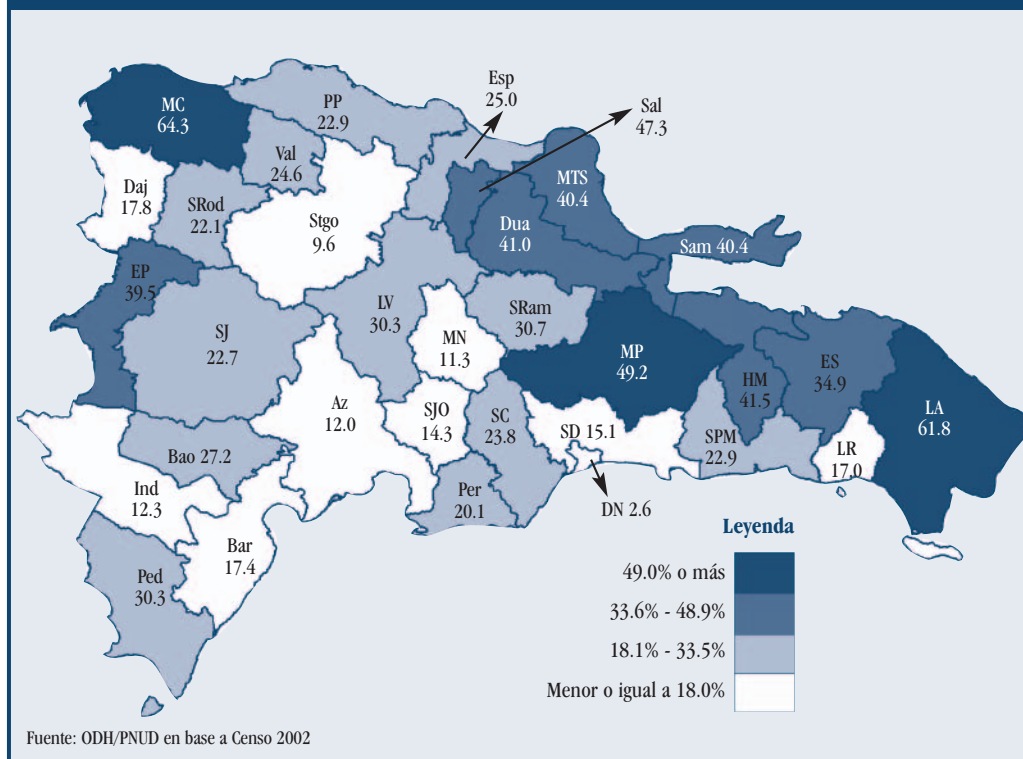 Esp
25.0
Sal
47.3
MC
64.3
PP
22.9
Val
24.6
MTS
40.4
Daj
17.8
SRod
22.1
Stgo
9.6
Dua
41.0
Sam 40.4
EP
39.5
SJ
22.7
LV
30.3
MN
11.3
SRam
30.7
MP
49.2
HM
41.5
ES
34.9
LA
61.8
Az
12.0
SJO
14.3
SC
23.8
SD 15.1
SPM
22.9
LR
17.0
Bao 27.2
Ind
12.3
Per
20.1
DN 2.6
Bar
17.4
Ped
30.3
Leyenda
49.0% o más
33.6% - 48.9%
18.1% - 33.5%
Menor o igual a 18.0%
Fuente: ODH/PNUD en base a Censo 2002